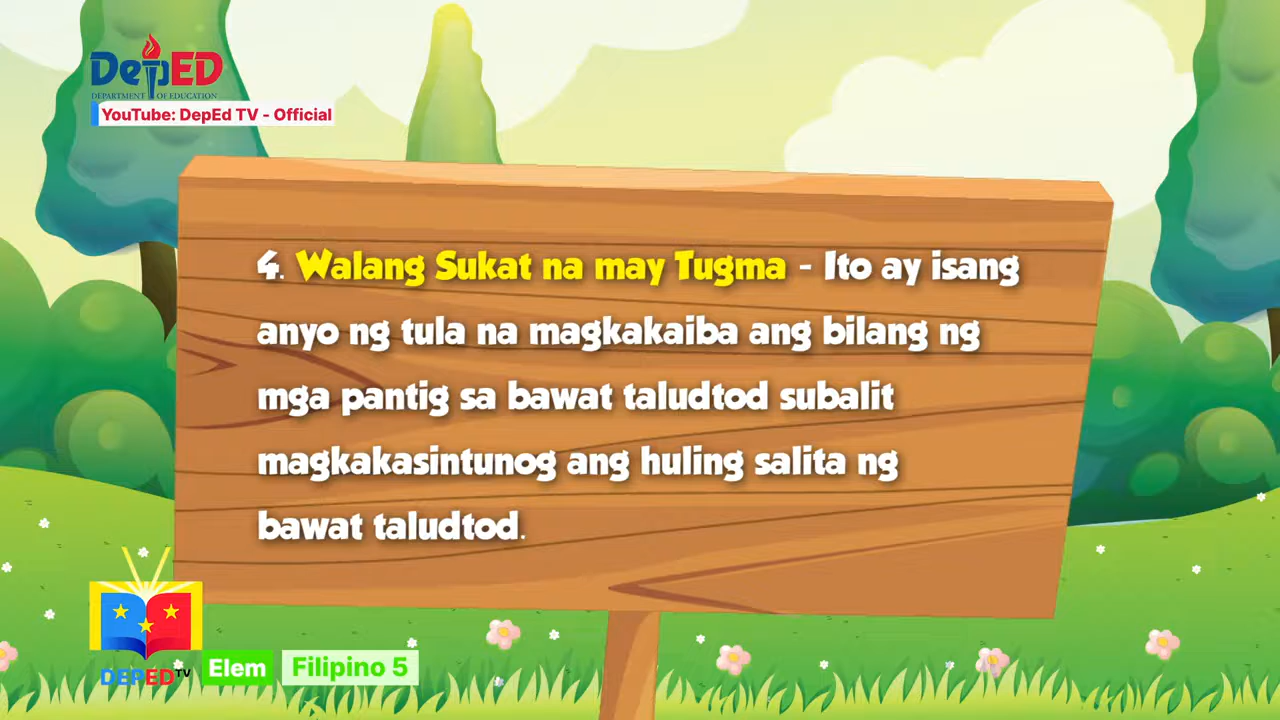 DepED
DEPARTMENT OF EDUCATION
YouTube: DepEd TV - Official
4. Walang Sukat na may Tugma - Ito ay isang
anyo ng tula na magkakaiba ang bilang ng
mga pantig sa bawat taludtod subalit
magkakasintunog ang huling salita ng
bawat taludtod.
DEPED TV
Elem Filipino 5